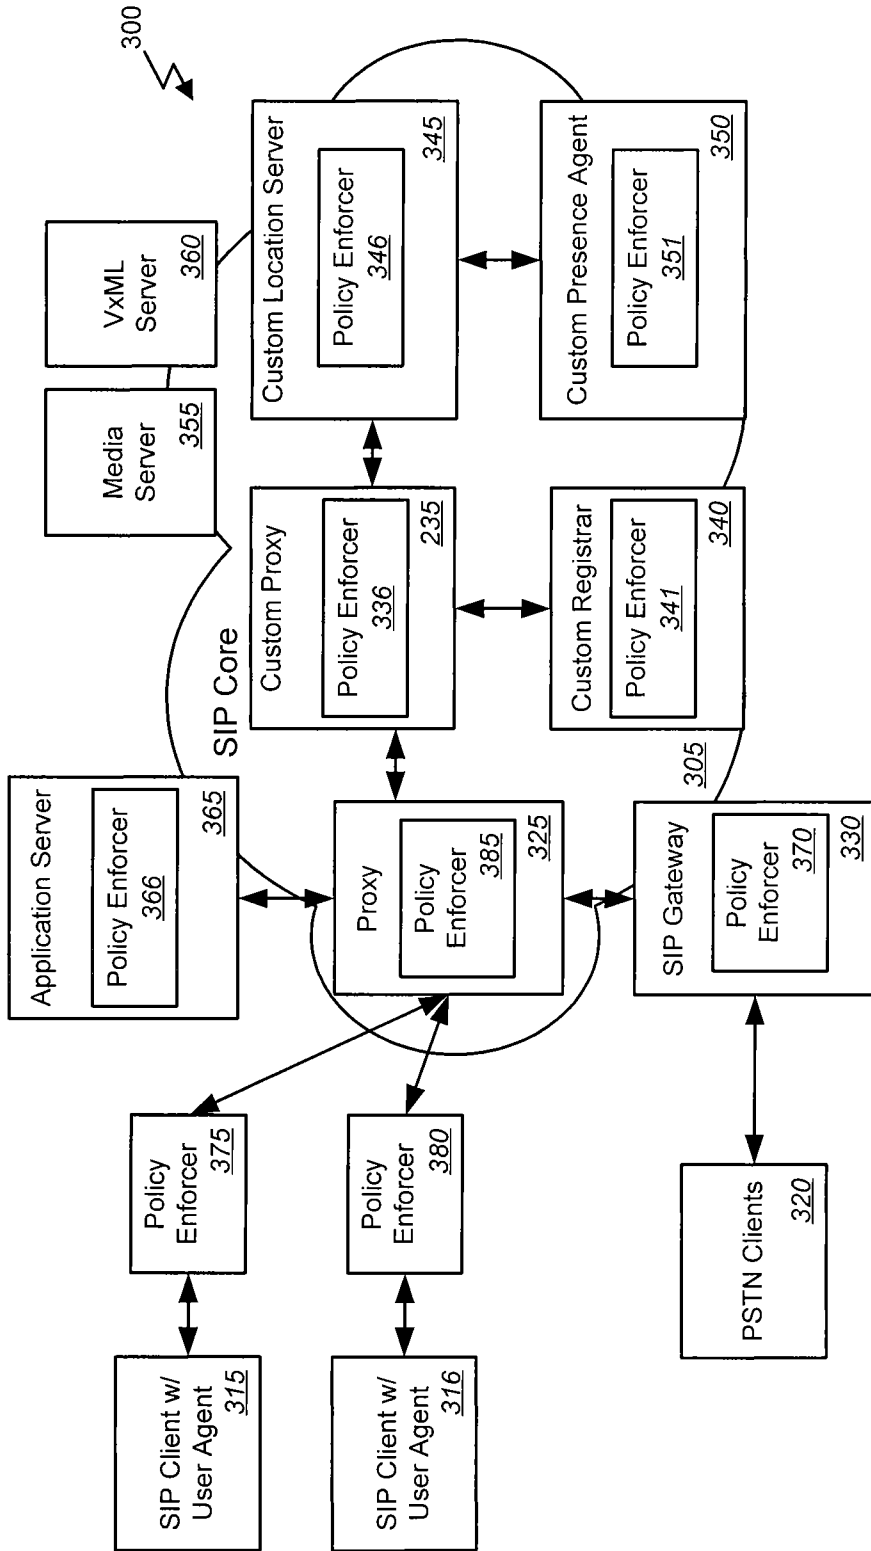 300
VxML
Server
360
Media
Server
355
Application Server
Policy Enforcer
366
365
SIP Core
Custom Location Server
Policy Enforcer
346
345
Custom Proxy
Policy Enforcer
336
235
Proxy
Policy
Enforcer
385
325
Policy
Enforcer
375
SIP Client w/
User Agent
315
Policy
Enforcer
380
SIP Client w/
User Agent
316
Custom Presence Agent
Policy Enforcer
351
350
Custom Registrar
Policy Enforcer
341
340
305
SIP Gateway
Policy
Enforcer
370
330
PSTN Clients
320